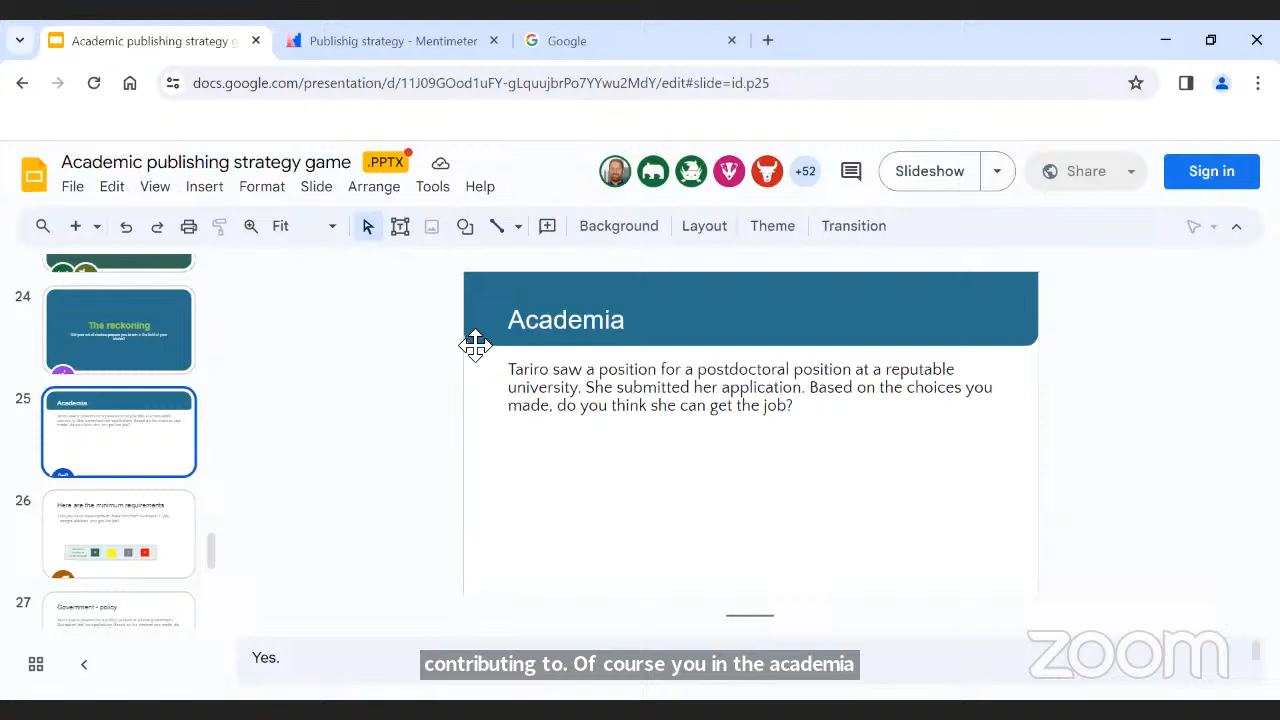 Academic publishing strategy g
Publishig strategy - Mentimeter
Google
docs.google.com/presentation/d/11J09GOod1uFY-gLquujbrPo7YYwu2MdY/edit#slide=id.p25
Academic publishing strategy game
.PPTX
+52
Slideshow
Share
Sign in
File Edit View Insert Format Slide Arrange Tools Help
Fit
Background
Layout
Theme
Transition
24
The reckoning
25
Academia
26
Here are the minimum requirements
27
Government - policy
Academia
Tariro saw a position for a postdoctoral position at a reputable
university. She submitted her application. Based on the choices you
made, do you think she can get the job?
Yes.
contributing to. Of course you in the academia
zoom